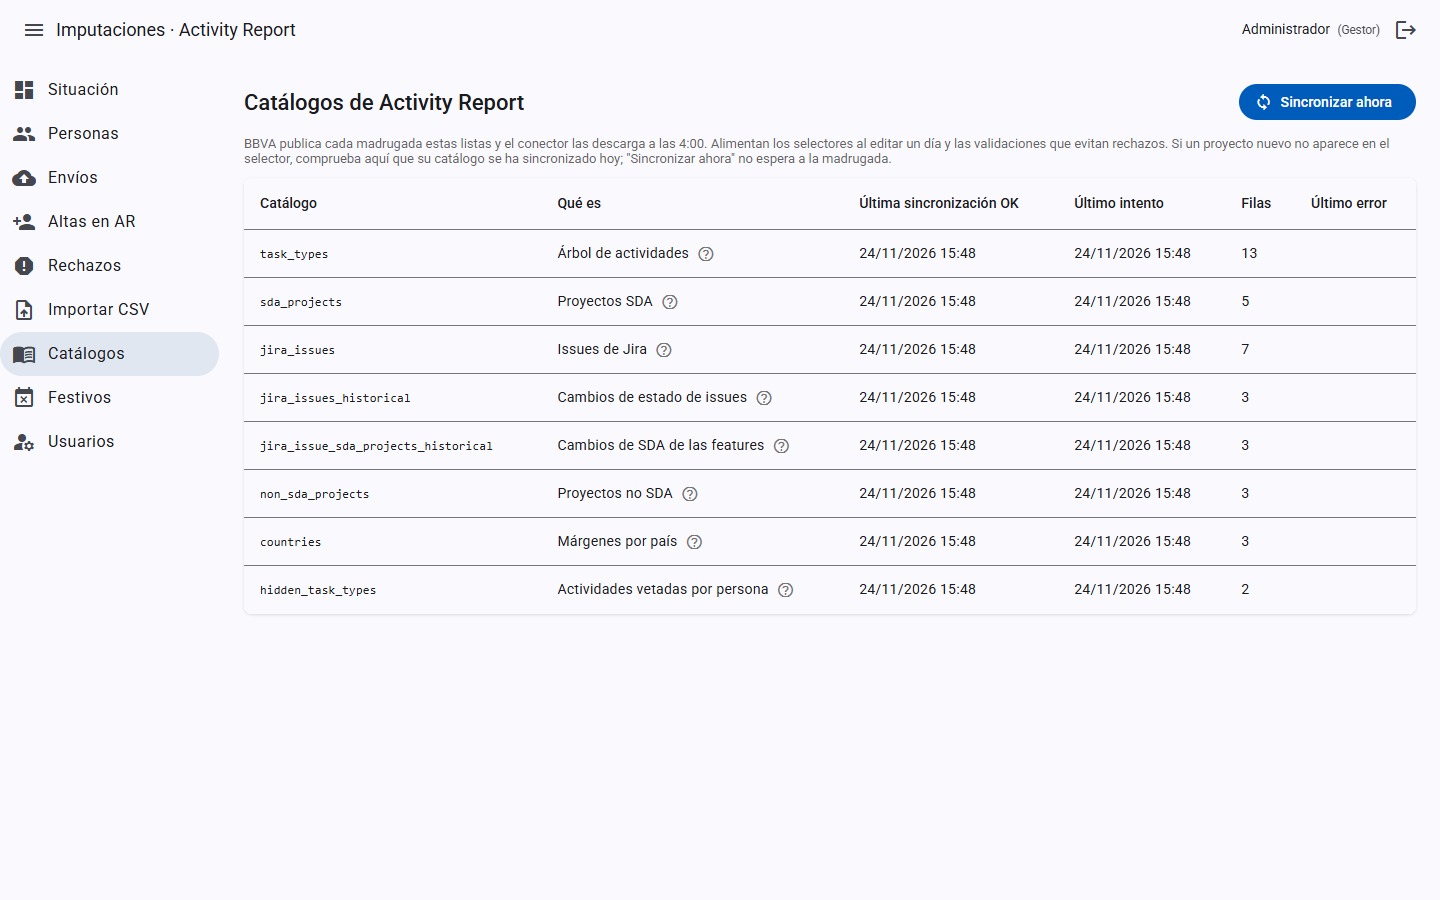 Imputaciones · Activity Report
Administrador (Gestor)
Situación
Personas
Envíos
Altas en AR
Rechazos
Importar CSV
Catálogos
Festivos
Usuarios
Catálogos de Activity Report
Sincronizar ahora
BBVA publica cada madrugada estas listas y el conector las descarga a las 4:00. Alimentan los selectores al editar un día y las validaciones que evitan rechazos. Si un proyecto nuevo no aparece en el
selector, comprueba aquí que su catálogo se ha sincronizado hoy; "Sincronizar ahora" no espera a la madrugada.
Catálogo Qué es Última sincronización OK Último intento Filas Último error
task_types Árbol de actividades 24/11/2026 15:48 24/11/2026 15:48 13
sda_projects Proyectos SDA 24/11/2026 15:48 24/11/2026 15:48 5
jira_issues Issues de Jira 24/11/2026 15:48 24/11/2026 15:48 7
jira_issues_historical Cambios de estado de issues 24/11/2026 15:48 24/11/2026 15:48 3
jira_issue_sda_projects_historical Cambios de SDA de las features 24/11/2026 15:48 24/11/2026 15:48 3
non_sda_projects Proyectos no SDA 24/11/2026 15:48 24/11/2026 15:48 3
countries Márgenes por país 24/11/2026 15:48 24/11/2026 15:48 3
hidden_task_types Actividades vetadas por persona 24/11/2026 15:48 24/11/2026 15:48 2